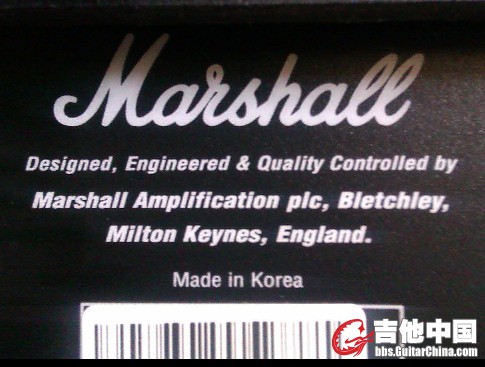 Marshall
Designed, Engineered & Quality Controlled by
Marshall Amplification plc, Bletchley,
Milton Keynes, England.
Made in Korea
吉他中国
bbs.GuitarChina.com